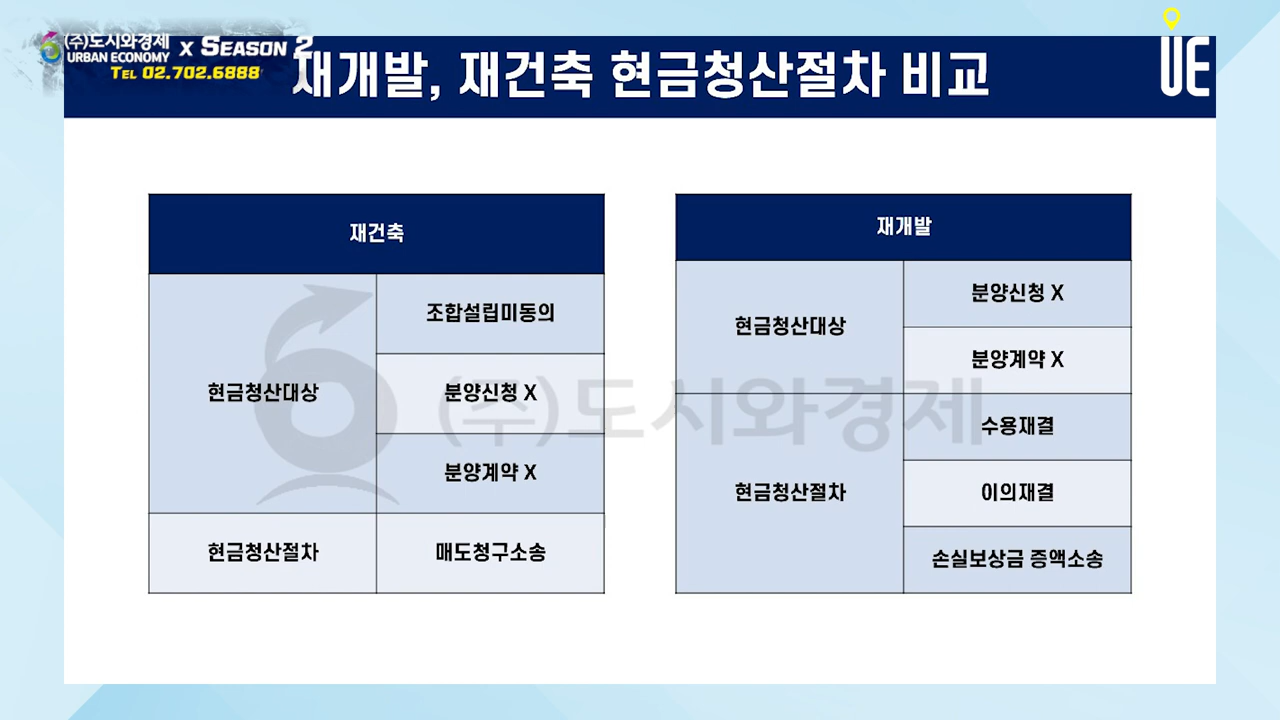 (주)도시와경제
URBAN ECONOMY X SEASON 2
TEL 02.702.6888
UE
재개발, 재건축 현금청산절차 비교
재건축
현금청산대상
조합설립미동의
분양신청 X
분양계약 X
현금청산절차
매도청구소송
재개발
현금청산대상
분양신청 X
분양계약 X
현금청산절차
수용재결
이의재결
손실보상금 증액소송
(주)도시와경제